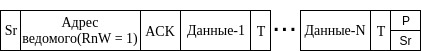 Sr
Адрес
ведомого(RnW = 1)
ACK
Данные-1
T
...
Данные-N
T
P
Sr